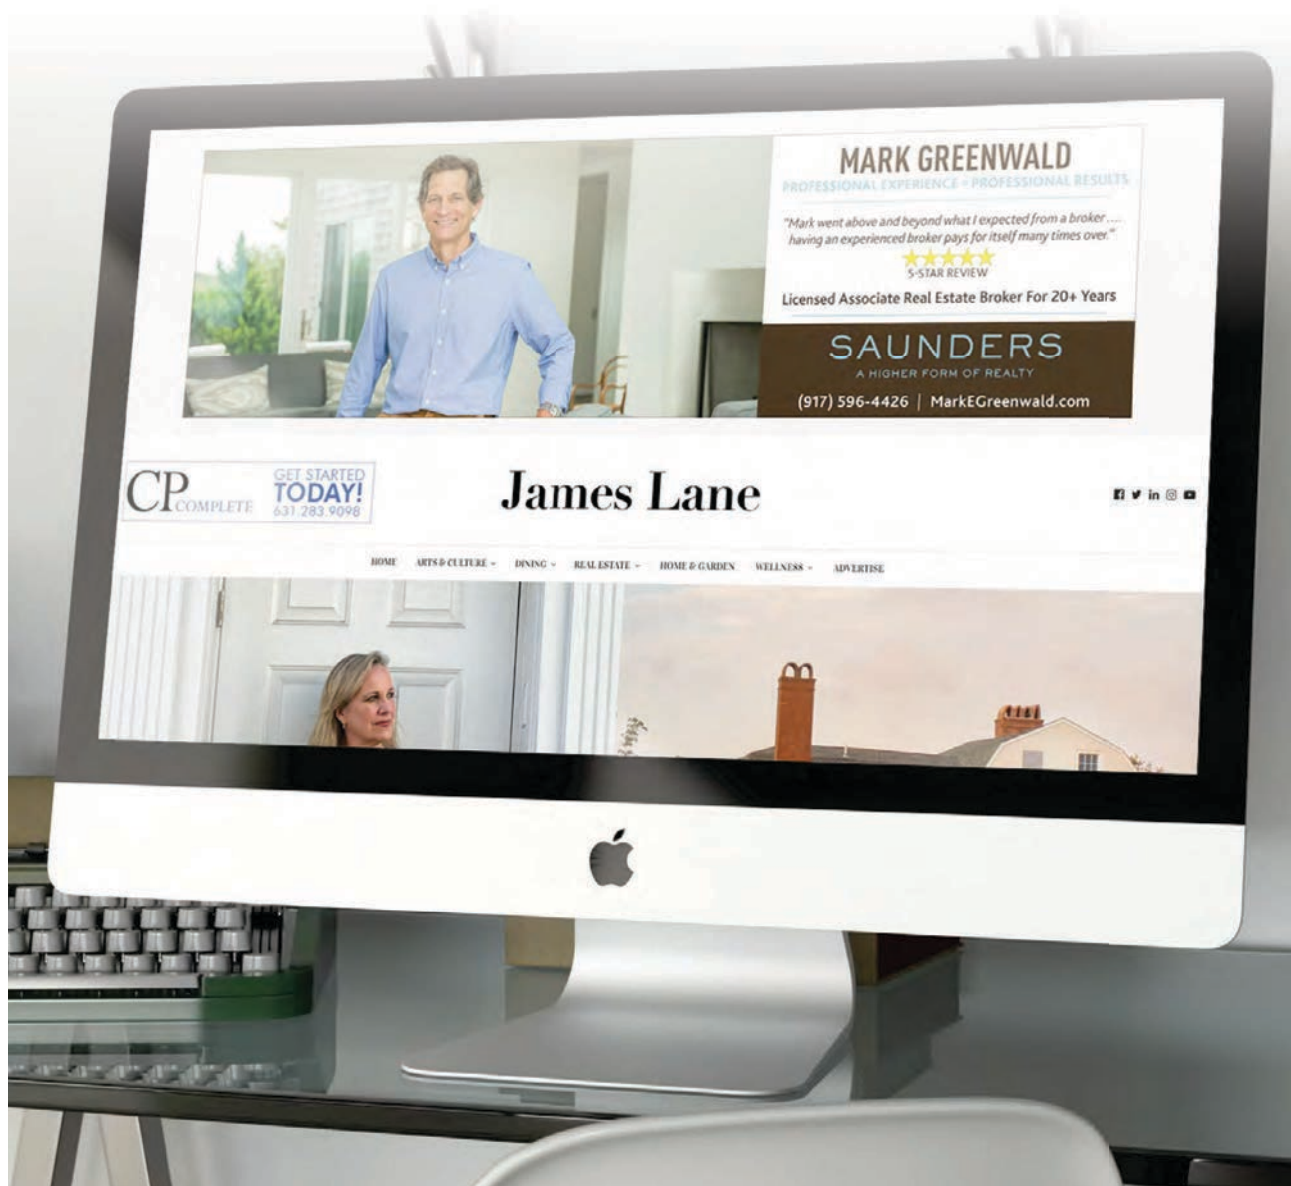 MARK GREENWALD
PROFESSIONAL EXPERIENCE • PROFESSIONAL RESULTS
"Mark went above and beyond what I expected from a broker ....
having an experienced broker pays for itself many times over."
5-STAR REVIEW
Licensed Associate Real Estate Broker For 20+ Years
SAUNDERS
A HIGHER FORM OF REALTY
(917) 596-4426 | MarkEGreenwald.com
CP COMPLETE
GET STARTED
TODAY!
631.283.9098
James Lane
HOME ARTS & CULTURE DINING REAL ESTATE HOME & GARDEN WELLNESS ADVERTISE